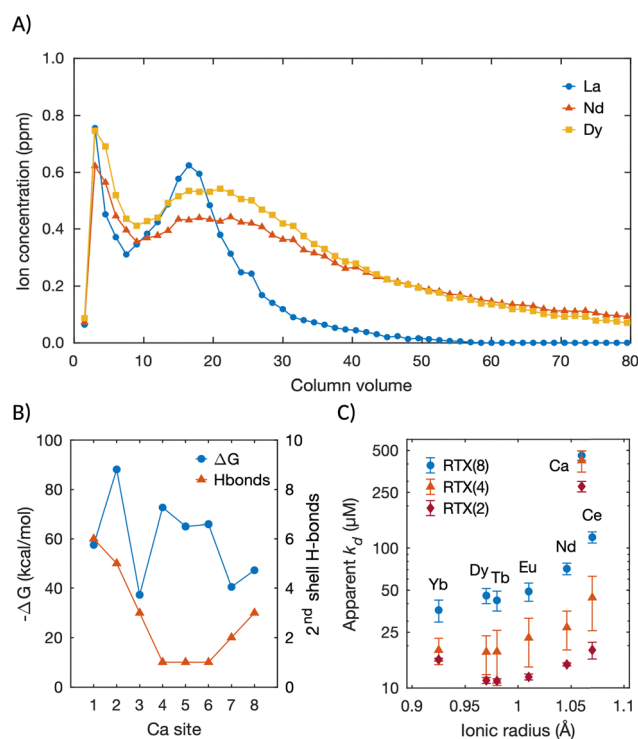 A)
1.0
0.8
0.6
0.4
0.2
0.0
Ion concentration (ppm)
La
Nd
Dy
0 10 20 30 40 50 60 70 80
Column volume
B)
100
80
60
40
20
0
-ΔG (kcal/mol)
ΔG
Hbonds
10
8
6
4
2
0
2nd shell H-bonds
1 2 3 4 5 6 7 8
Ca site
C)
500
250
100
50
25
10
Apparent kd (μM)
RTX(8)
RTX(4)
RTX(2)
Ca
Ce
Nd
Eu
Dy Tb
Yb
0.9 0.95 1 1.05 1.1
Ionic radius (Å)